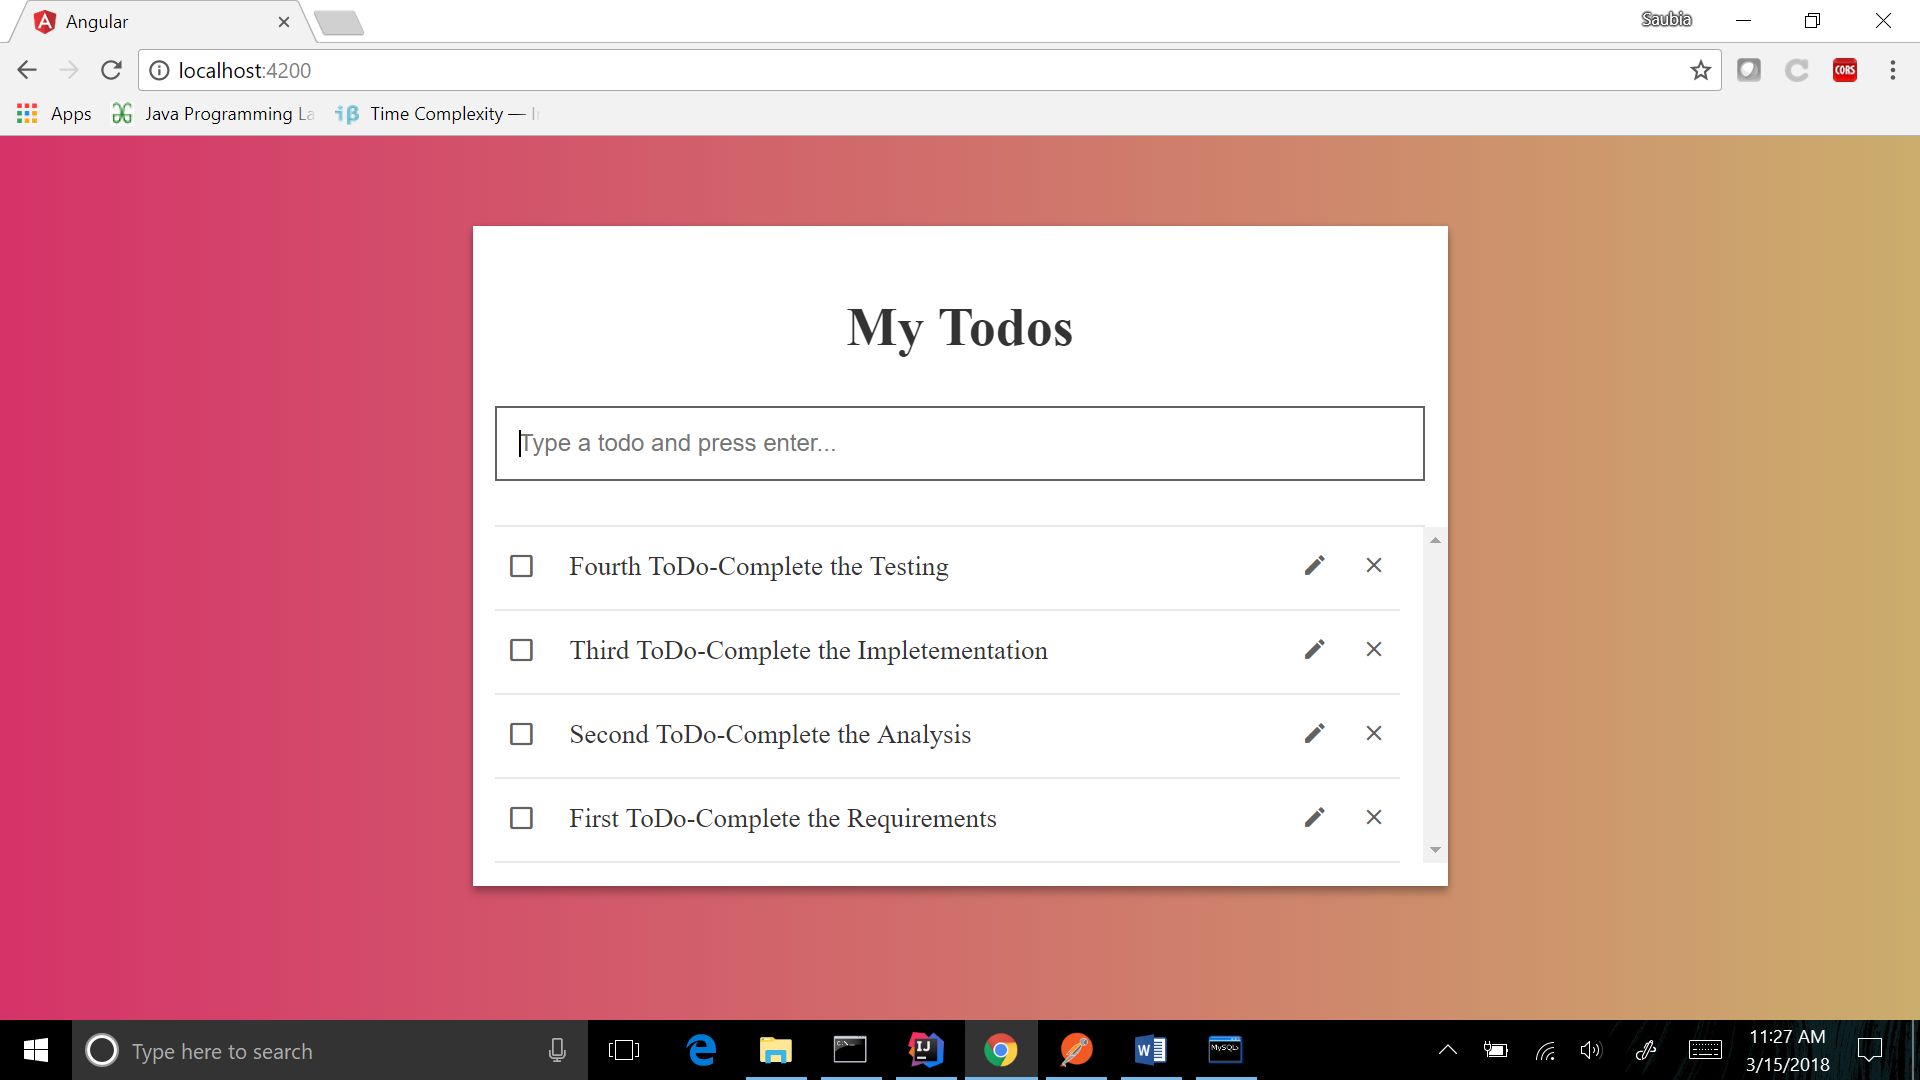 Angular
Saubia
localhost:4200
CORS
Apps
Java Programming La
Time Complexity —
My Todos
Type a todo and press enter...
Fourth ToDo-Complete the Testing
Third ToDo-Complete the Impletementation
Second ToDo-Complete the Analysis
First ToDo-Complete the Requirements
Type here to search
11:27 AM
3/15/2018